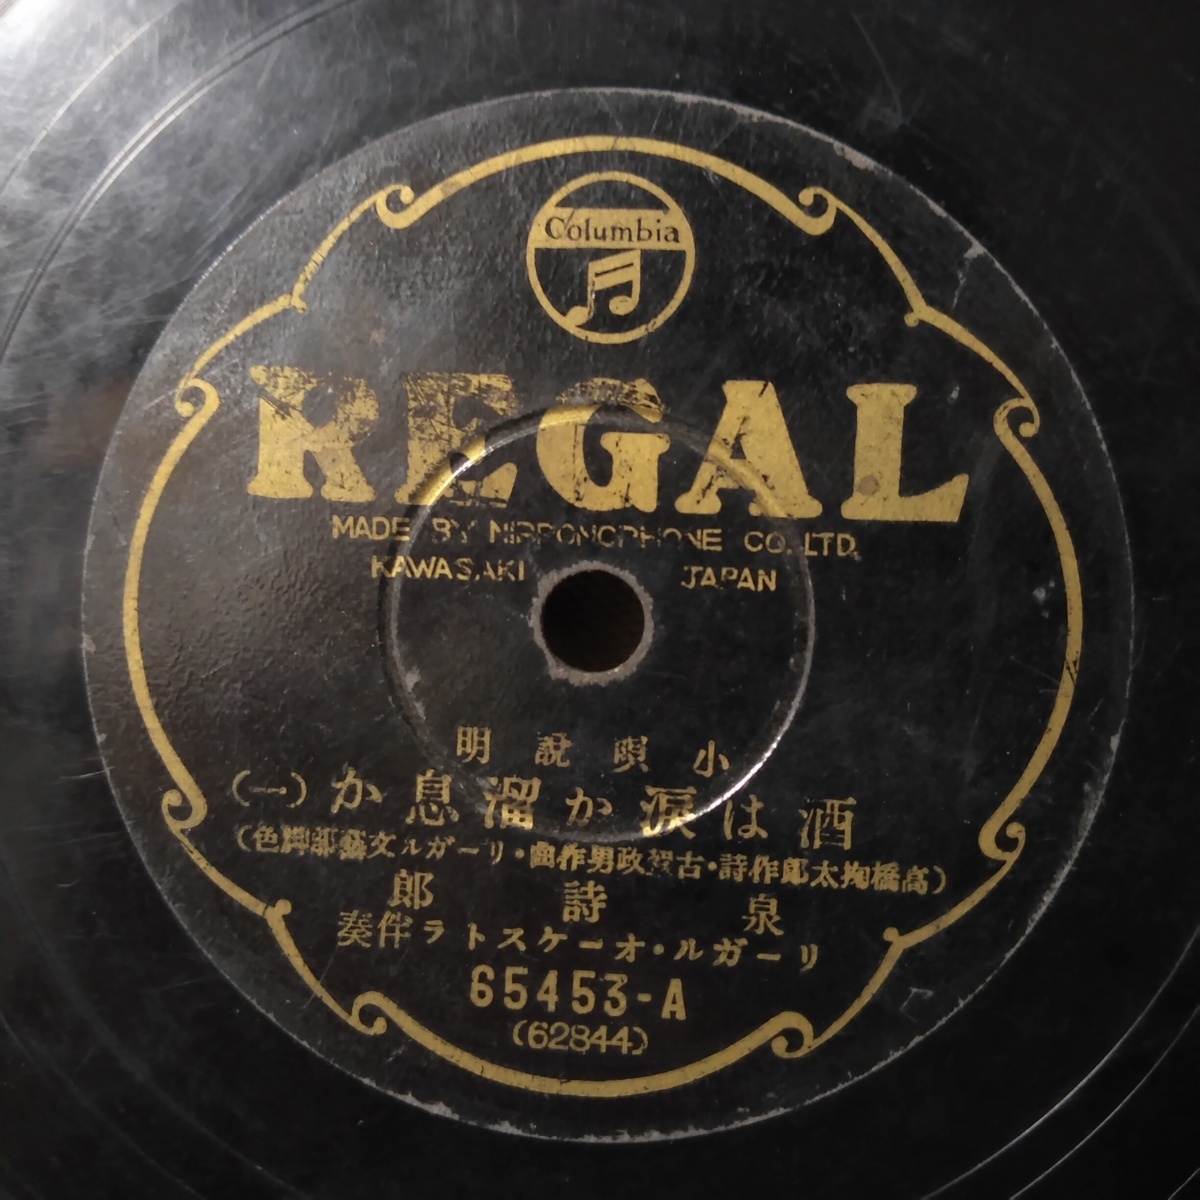 Columbia
REGAL
MADE BY NIPPONOPHONE CO. LTD.
KAWASAKI JAPAN
小唄説明
酒は淚か溜息か(一)
(高橋掬太郎作詩・古賀政男作曲・リーガル文藝部脚色)
泉詩郎
リーガル・オーケストラ伴奏
65453-A
(62844)